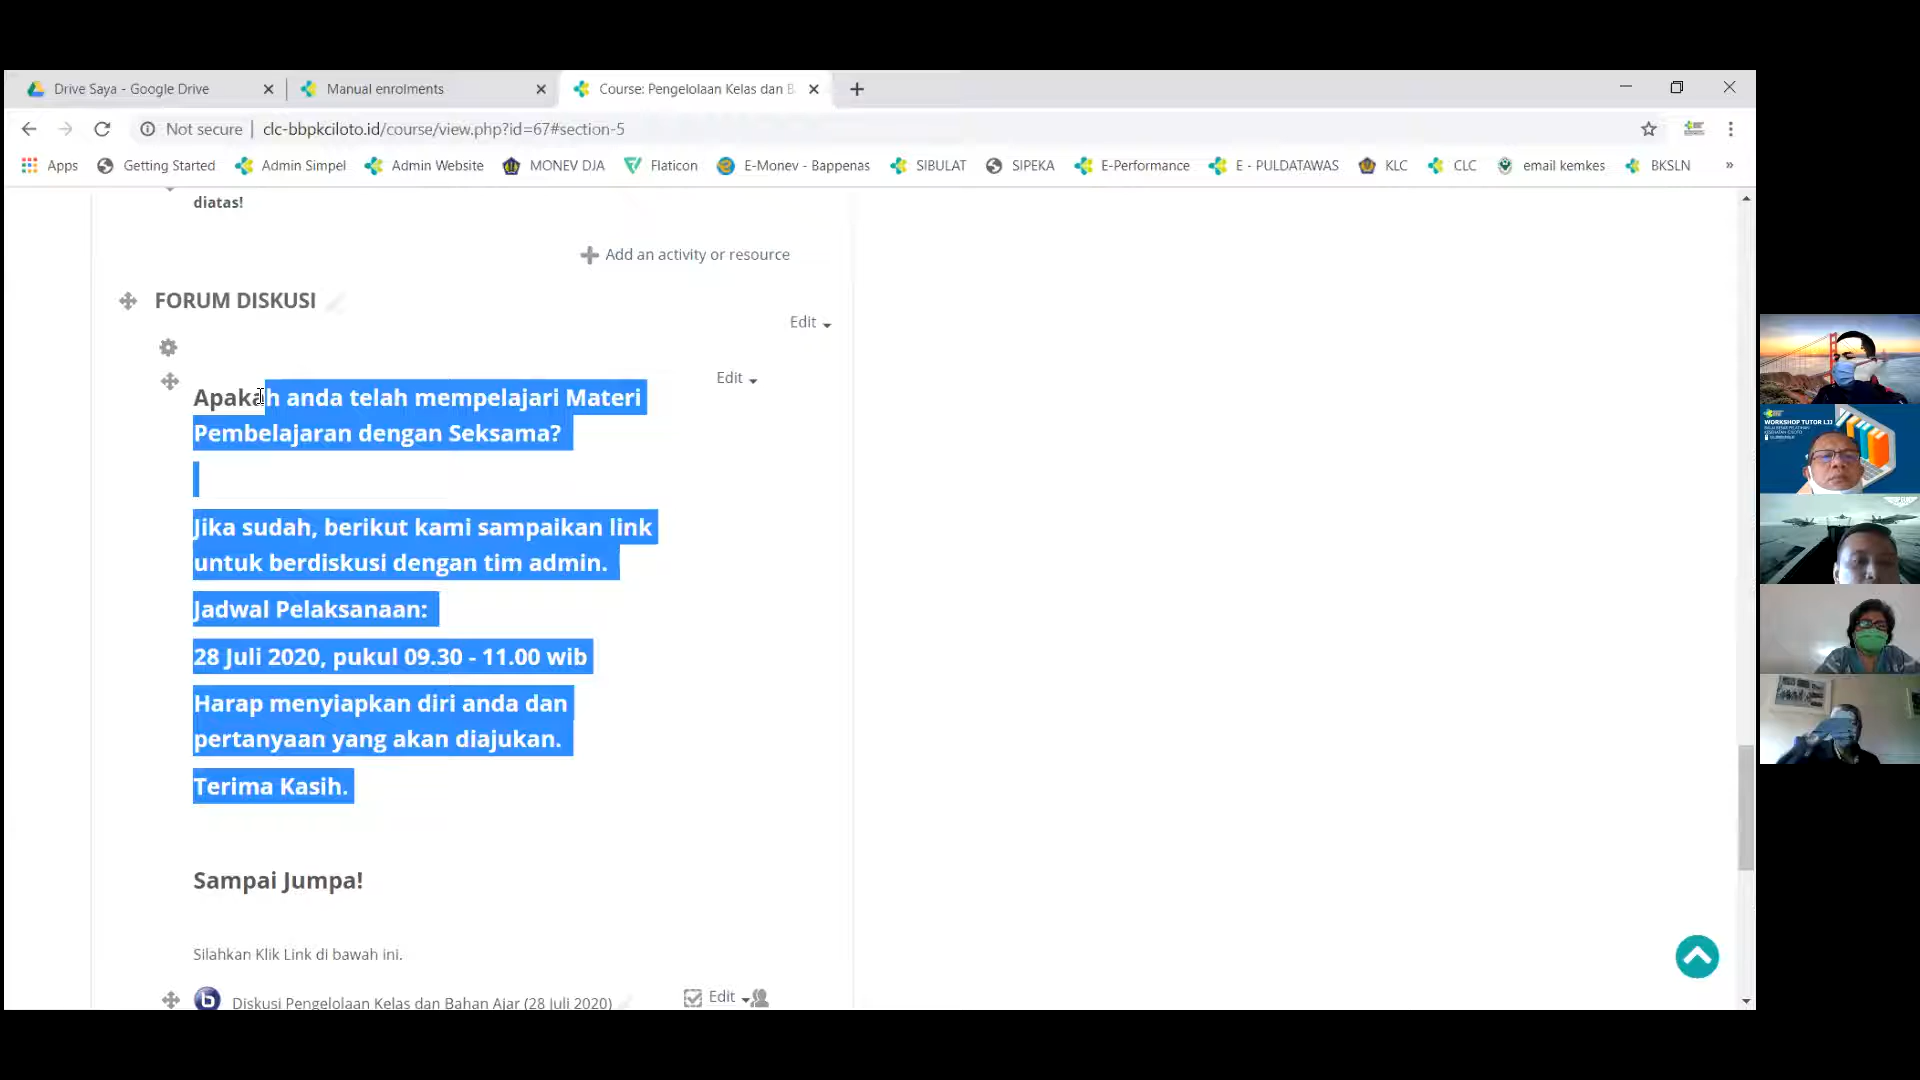 Drive Saya - Google Drive
Manual enrolments
Course: Pengelolaan Kelas dan B
Not secure
clc-bbpkciloto.id/course/view.php?id=67#section-5
Apps
Getting Started
Admin Simpel
Admin Website
MONEV DJA
Flaticon
E-Monev - Bappenas
SIBULAT
SIPEKA
E-Performance
E - PULDATAWAS
KLC
CLC
email kemkes
BKSLN
»
diatas!
Add an activity or resource
FORUM DISKUSI
Edit
Edit
Apakah anda telah mempelajari Materi
Pembelajaran dengan Seksama?
Jika sudah, berikut kami sampaikan link
untuk berdiskusi dengan tim admin.
Jadwal Pelaksanaan:
28 Juli 2020, pukul 09.30 - 11.00 wib
Harap menyiapkan diri anda dan
pertanyaan yang akan diajukan.
Terima Kasih.
Sampai Jumpa!
Silahkan Klik Link di bawah ini.
b
Diskusi Pengelolaan Kelas dan Bahan Ajar (28 Juli 2020)
Edit
WORKSHOP TUTOR LJJ